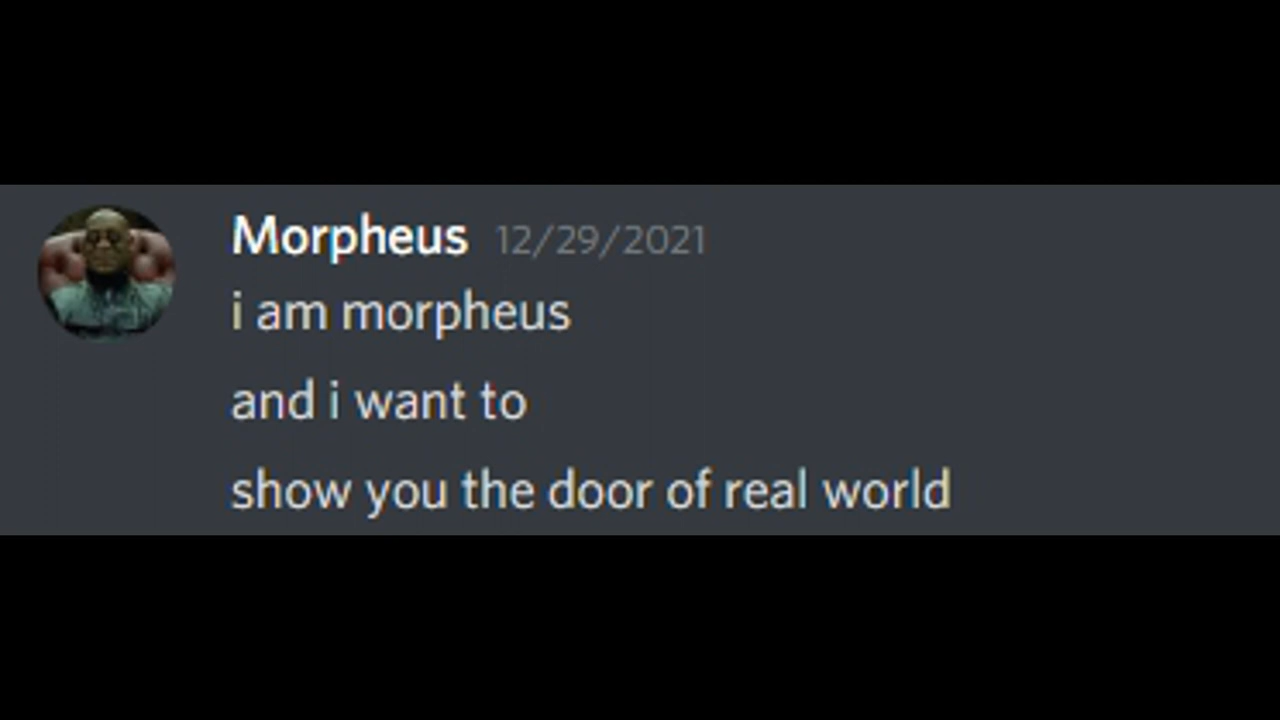 Morpheus 12/29/2021
i am morpheus
and i want to
show you the door of real world